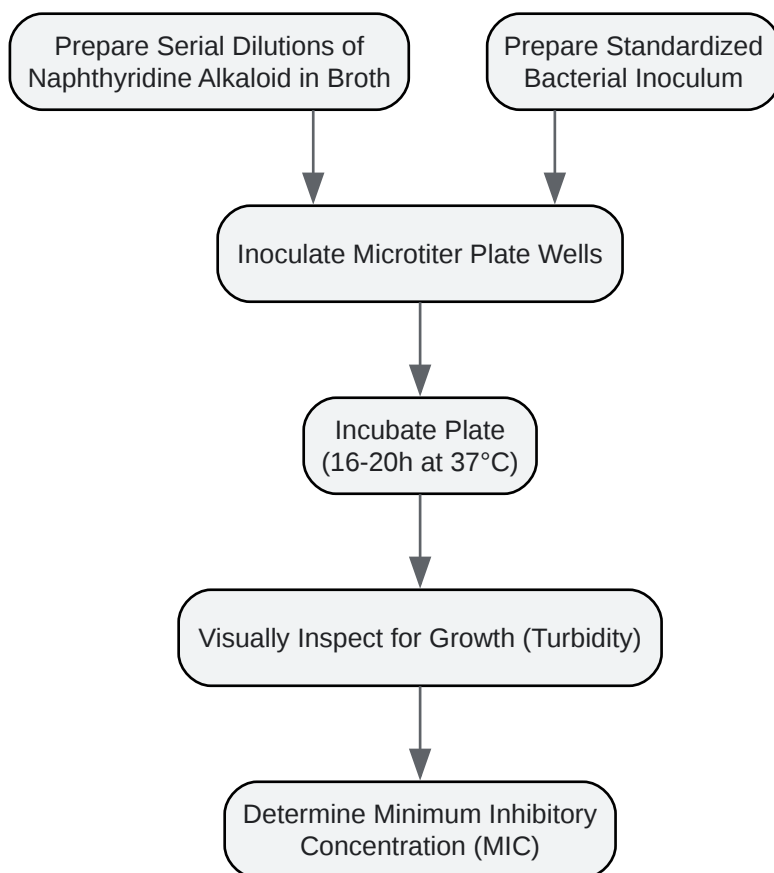 Prepare Serial Dilutions of
Naphthyridine Alkaloid in Broth
Prepare Standardized
Bacterial Inoculum
Inoculate Microtiter Plate Wells
Incubate Plate
(16-20h at 37°C)
Visually Inspect for Growth (Turbidity)
Determine Minimum Inhibitory
Concentration (MIC)